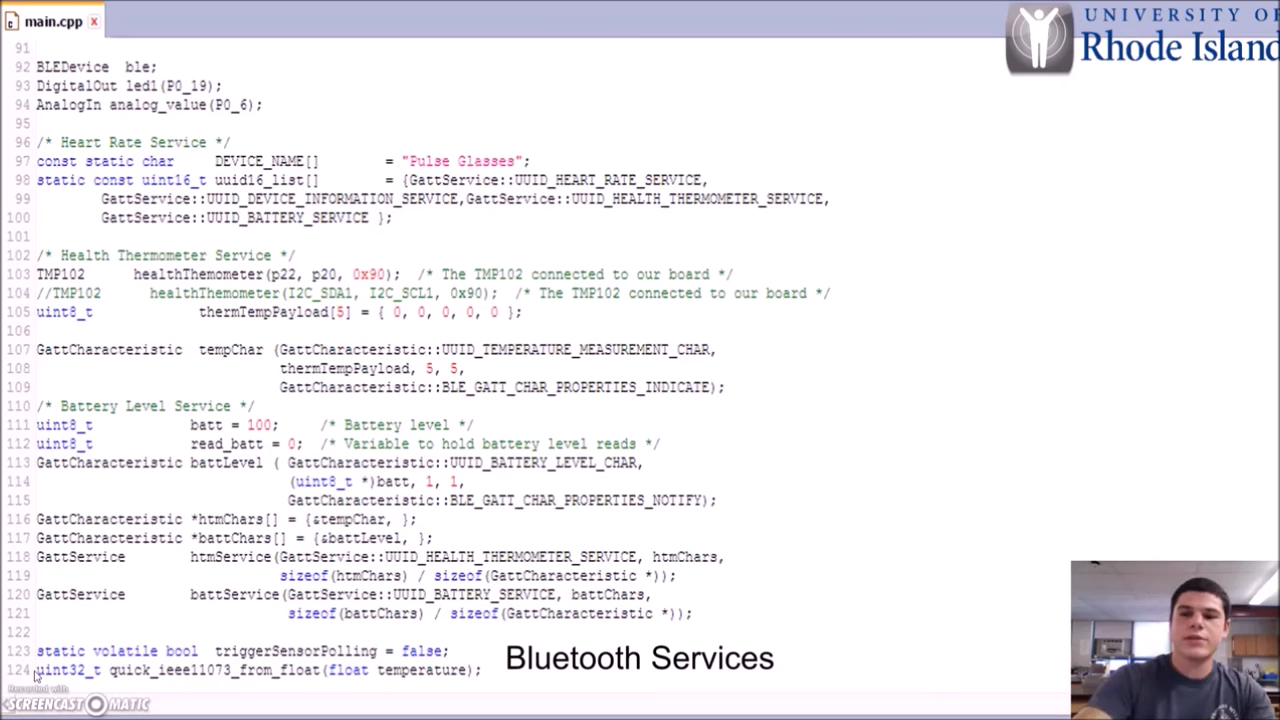 main.cpp x
UNIVERSITY OF
Rhode Island
91
92 BLEDevice ble;
93 DigitalOut led1(P0_19);
94 AnalogIn analog_value(P0_6);
95
96 /* Heart Rate Service */
97 const static char DEVICE_NAME[] = "Pulse Glasses";
98 static const uint16_t uuid16_list[] = {GattService::UUID_HEART_RATE_SERVICE,
99 GattService::UUID_DEVICE_INFORMATION_SERVICE,GattService::UUID_HEALTH_THERMOMETER_SERVICE,
100 GattService::UUID_BATTERY_SERVICE };
101
102 /* Health Thermometer Service */
103 TMP102 healthThemometer(p22, p20, 0x90); /* The TMP102 connected to our board */
104 //TMP102 healthThemometer(I2C_SDA1, I2C_SCL1, 0x90); /* The TMP102 connected to our board */
105 uint8_t thermTempPayload[5] = { 0, 0, 0, 0, 0 };
106
107 GattCharacteristic tempChar (GattCharacteristic::UUID_TEMPERATURE_MEASUREMENT_CHAR,
108 thermTempPayload, 5, 5,
109 GattCharacteristic::BLE_GATT_CHAR_PROPERTIES_INDICATE);
110 /* Battery Level Service */
111 uint8_t batt = 100; /* Battery level */
112 uint8_t read_batt = 0; /* Variable to hold battery level reads */
113 GattCharacteristic battLevel ( GattCharacteristic::UUID_BATTERY_LEVEL_CHAR,
114 (uint8_t *)batt, 1, 1,
115 GattCharacteristic::BLE_GATT_CHAR_PROPERTIES_NOTIFY);
116 GattCharacteristic *htmChars[] = {&tempChar, };
117 GattCharacteristic *battChars[] = {&battLevel, };
118 GattService htmService(GattService::UUID_HEALTH_THERMOMETER_SERVICE, htmChars,
119 sizeof(htmChars) / sizeof(GattCharacteristic *));
120 GattService battService(GattService::UUID_BATTERY_SERVICE, battChars,
121 sizeof(battChars) / sizeof(GattCharacteristic *));
122
123 static volatile bool triggerSensorPolling = false;
124 uint32_t quick_ieee11073_from_float(float temperature);
Bluetooth Services
Recorded with
SCREENCAST MATIC